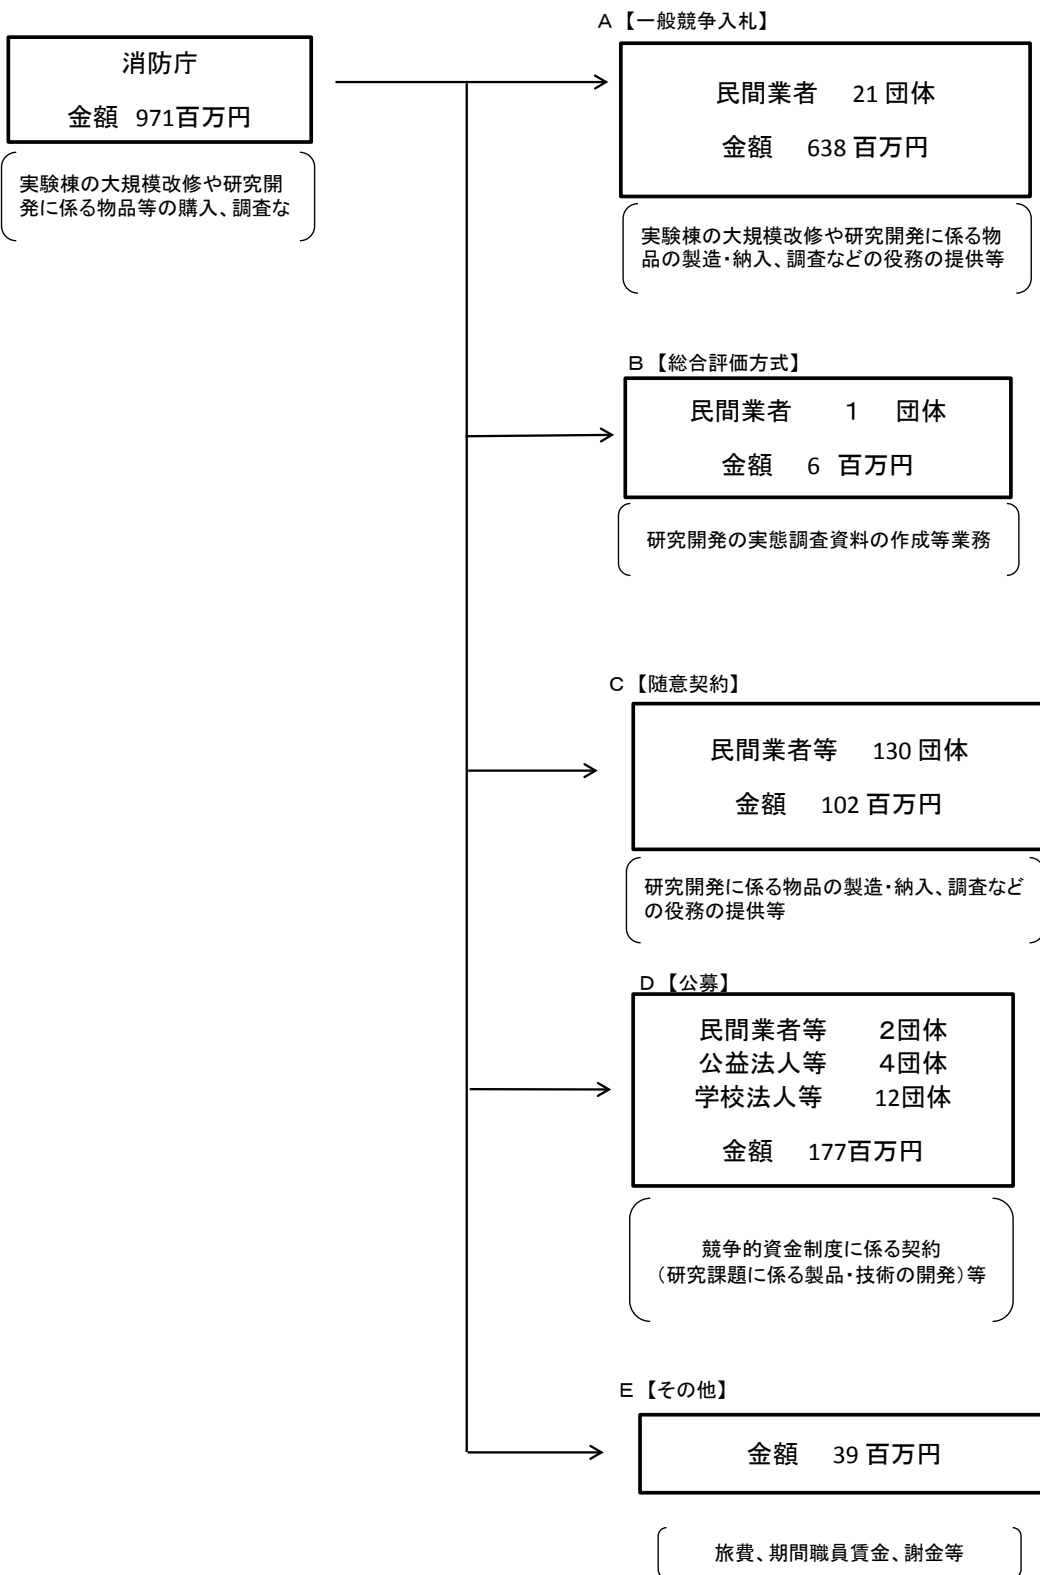 消防庁
金額 971百万円
実験棟の大規模改修や研究開
発に係る物品等の購入、調査な
A 【一般競争入札】
民間業者 21 団体
金額 638 百万円
実験棟の大規模改修や研究開発に係る物
品の製造・納入、調査などの役務の提供等
B 【総合評価方式】
民間業者 1 団体
金額 6 百万円
研究開発の実態調査資料の作成等業務
C 【随意契約】
民間業者等 130 団体
金額 102 百万円
研究開発に係る物品の製造・納入、調査など
の役務の提供等
D 【公募】
民間業者等 2団体
公益法人等 4団体
学校法人等 12団体
金額 177百万円
競争的資金制度に係る契約
(研究課題に係る製品・技術の開発)等
E 【その他】
金額 39 百万円
旅費、期間職員賃金、謝金等